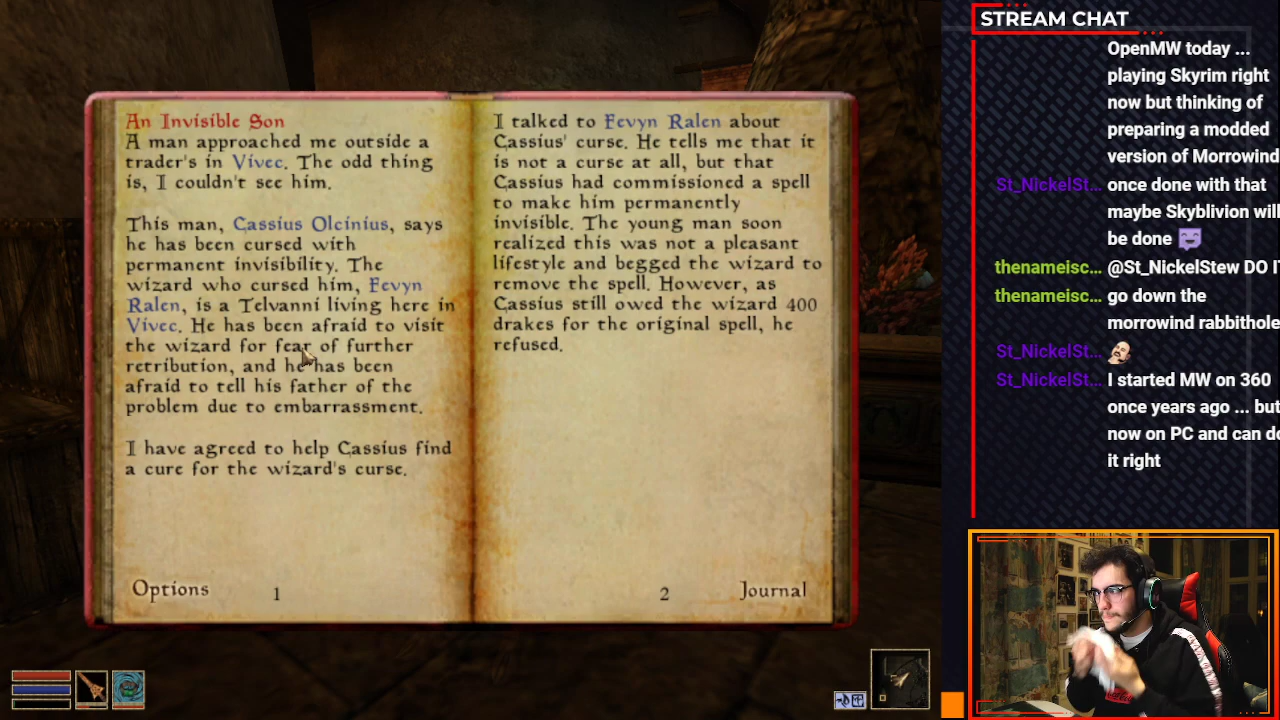 An Invisible Son
A man approached me outside a
trader's in Vivec. The odd thing
is, I couldn't see him.
This man, Cassius Olcinius, says
he has been cursed with
permanent invisibility. The
wizard who cursed him, Fevyn
Ralen, is a Telvanni living here in
Vivec. He has been afraid to visit
the wizard for fear of further
retribution, and he has been
afraid to tell his father of the
problem due to embarrassment.
I have agreed to help Cassius find
a cure for the wizard's curse.
Options
1
I talked to Fevyn Ralen about
Cassius' curse. He tells me that it
is not a curse at all, but that
Cassius had commissioned a spell
to make him permanently
invisible. The young man soon
realized this was not a pleasant
lifestyle and begged the wizard to
remove the spell. However, as
Cassius still owed the wizard 400
drakes for the original spell, he
refused.
2
Journal
STREAM CHAT
OpenMW today ...
playing Skyrim right
now but thinking of
preparing a modded
version of Morrowind
St_NickelSt... once done with that
maybe Skyblivion will
be done
thenameisc... @St_NickelStew DO IT
thenameisc... go down the
morrowind rabbithole
St_NickelSt...
St_NickelSt... I started MW on 360
once years ago ... but
now on PC and can do
it right